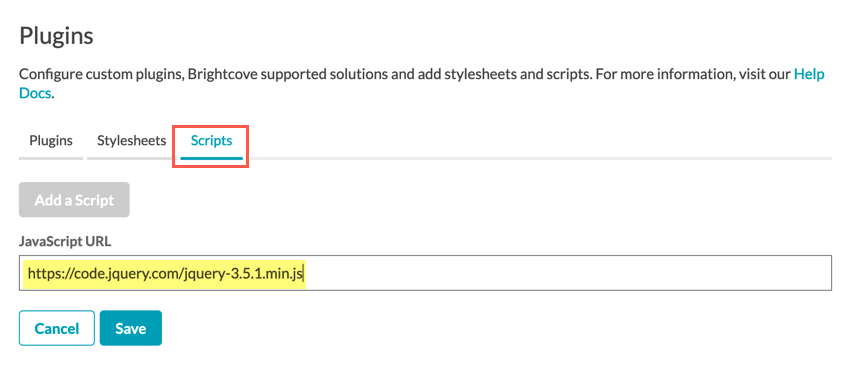 Plugins
Configure custom plugins, Brightcove supported solutions and add stylesheets and scripts. For more information, visit our Help
Docs.
Plugins Stylesheets Scripts
Add a Script
JavaScript URL
https://code.jquery.com/jquery-3.5.1.min.js
Cancel Save